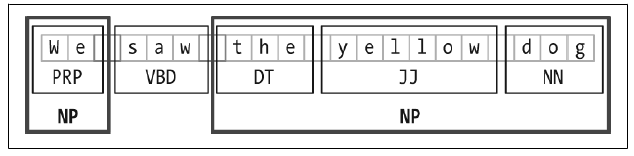 We saw the yellow dog
PRP VBD DT JJ NN
NP NP